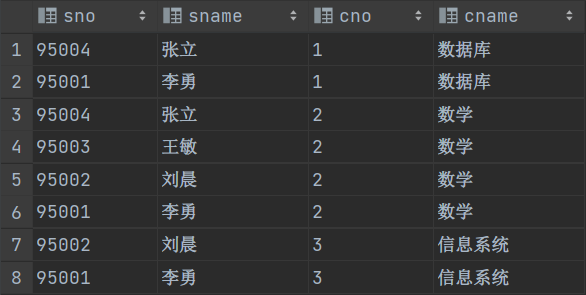 sno sname cno cname
1 95004 张立 1 数据库
2 95001 李勇 1 数据库
3 95004 张立 2 数学
4 95003 王敏 2 数学
5 95002 刘晨 2 数学
6 95001 李勇 2 数学
7 95002 刘晨 3 信息系统
8 95001 李勇 3 信息系统